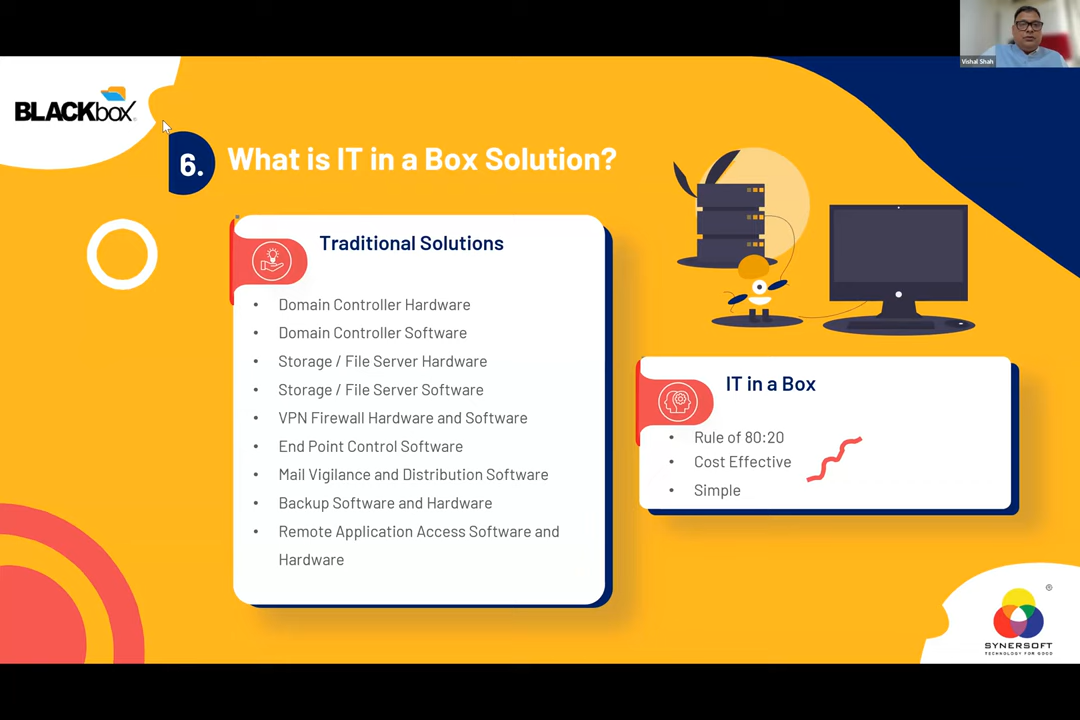 Vishal Shah
BLACKbox
6.
What is IT in a Box Solution?
Traditional Solutions
• Domain Controller Hardware
• Domain Controller Software
• Storage / File Server Hardware
• Storage / File Server Software
• VPN Firewall Hardware and Software
• End Point Control Software
• Mail Vigilance and Distribution Software
• Backup Software and Hardware
• Remote Application Access Software and
Hardware
IT in a Box
• Rule of 80:20
• Cost Effective
• Simple
®
SYNERSOFT
TECHNOLOGY FOR GOOD